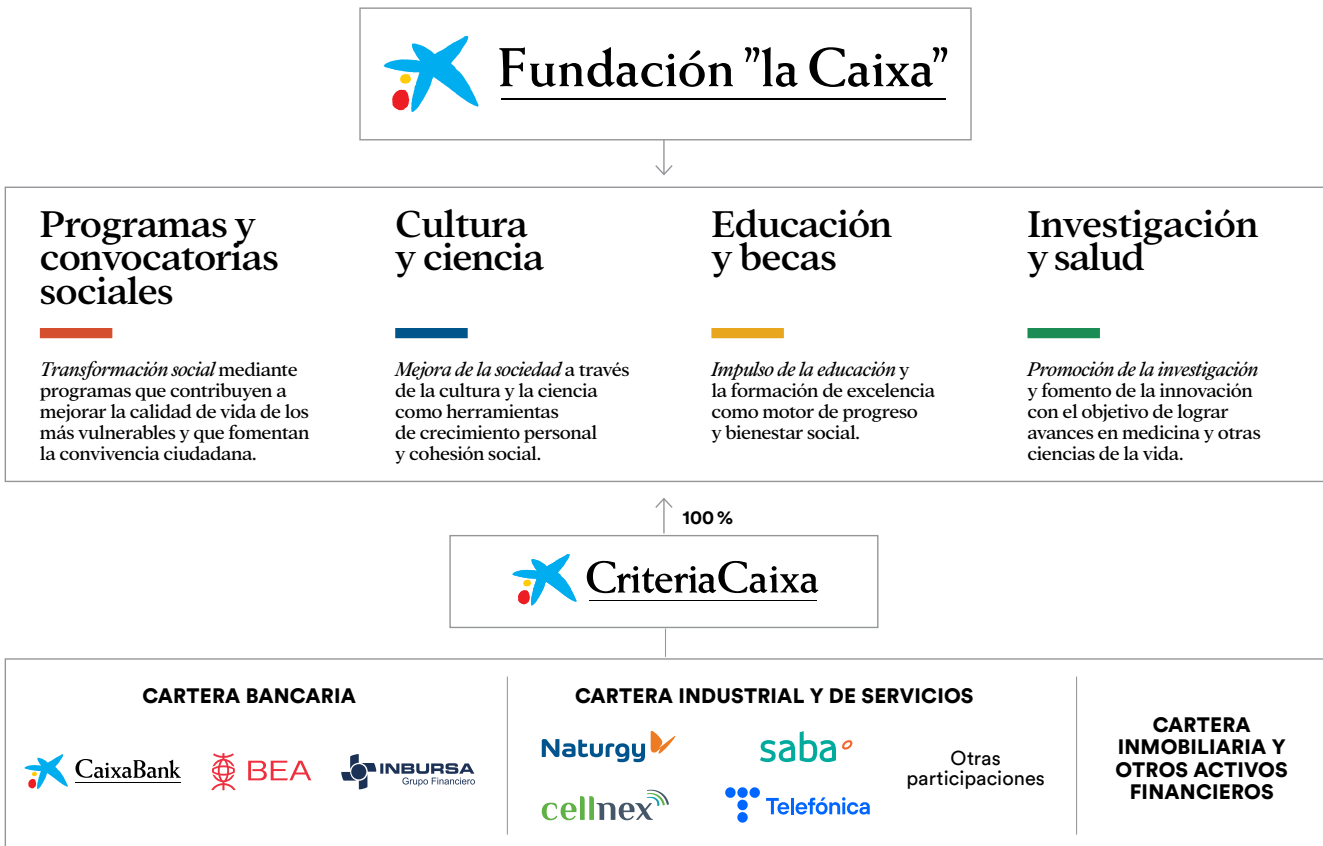 Fundación "la Caixa"
Programas y
convocatorias
sociales
Transformación social mediante
programas que contribuyen a
mejorar la calidad de vida de los
más vulnerables y que fomentan
la convivencia ciudadana.
Cultura
y ciencia
Mejora de la sociedad a través
de la cultura y la ciencia
como herramientas
de crecimiento personal
y cohesión social.
Educación
y becas
Impulso de la educación y
la formación de excelencia
como motor de progreso
y bienestar social.
Investigación
y salud
Promoción de la investigación
y fomento de la innovación
con el objetivo de lograr
avances en medicina y otras
ciencias de la vida.
100 %
CriteriaCaixa
CARTERA BANCARIA
CaixaBank
BEA
INBURSA
Grupo Financiero
CARTERA INDUSTRIAL Y DE SERVICIOS
Naturgy
saba
cellnex
Telefónica
Otras
participaciones
CARTERA
INMOBILIARIA Y
OTROS ACTIVOS
FINANCIEROS